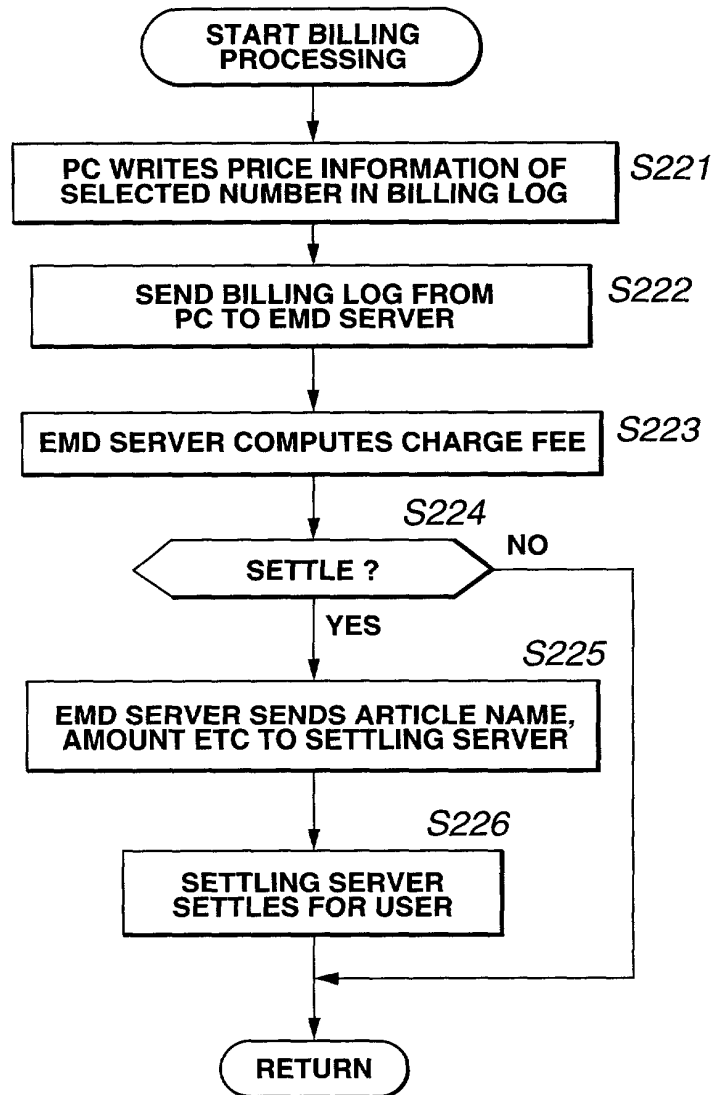 START BILLING
PROCESSING
PC WRITES PRICE INFORMATION OF
SELECTED NUMBER IN BILLING LOG
S221
SEND BILLING LOG FROM
PC TO EMD SERVER
S222
EMD SERVER COMPUTES CHARGE FEE
S223
S224
SETTLE ?
NO
YES
S225
EMD SERVER SENDS ARTICLE NAME,
AMOUNT ETC TO SETTLING SERVER
S226
SETTLING SERVER
SETTLES FOR USER
RETURN